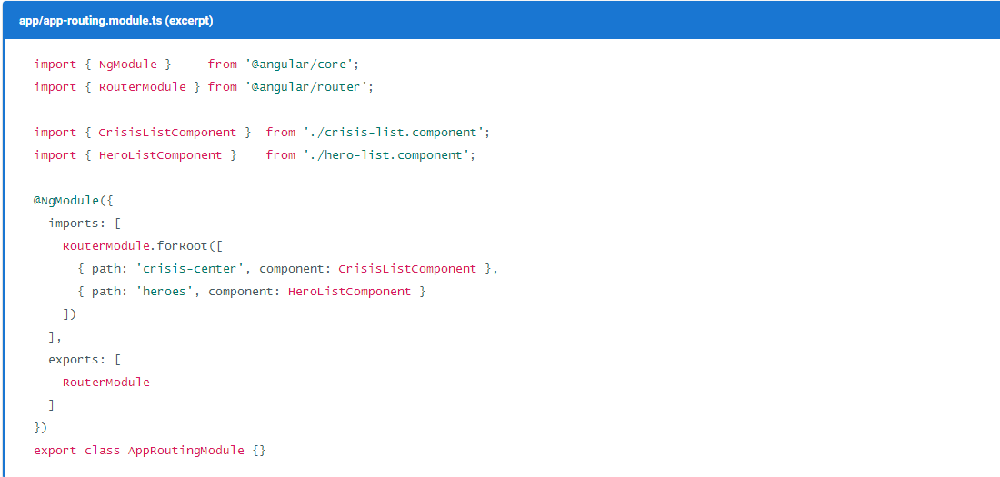 app/app-routing.module.ts (excerpt)
import { NgModule }     from '@angular/core';
import { RouterModule } from '@angular/router';

import { CrisisListComponent }  from './crisis-list.component';
import { HeroListComponent }    from './hero-list.component';

@NgModule({
  imports: [
    RouterModule.forRoot([
      { path: 'crisis-center', component: CrisisListComponent },
      { path: 'heroes', component: HeroListComponent }
    ])
  ],
  exports: [
    RouterModule
  ]
})
export class AppRoutingModule {}